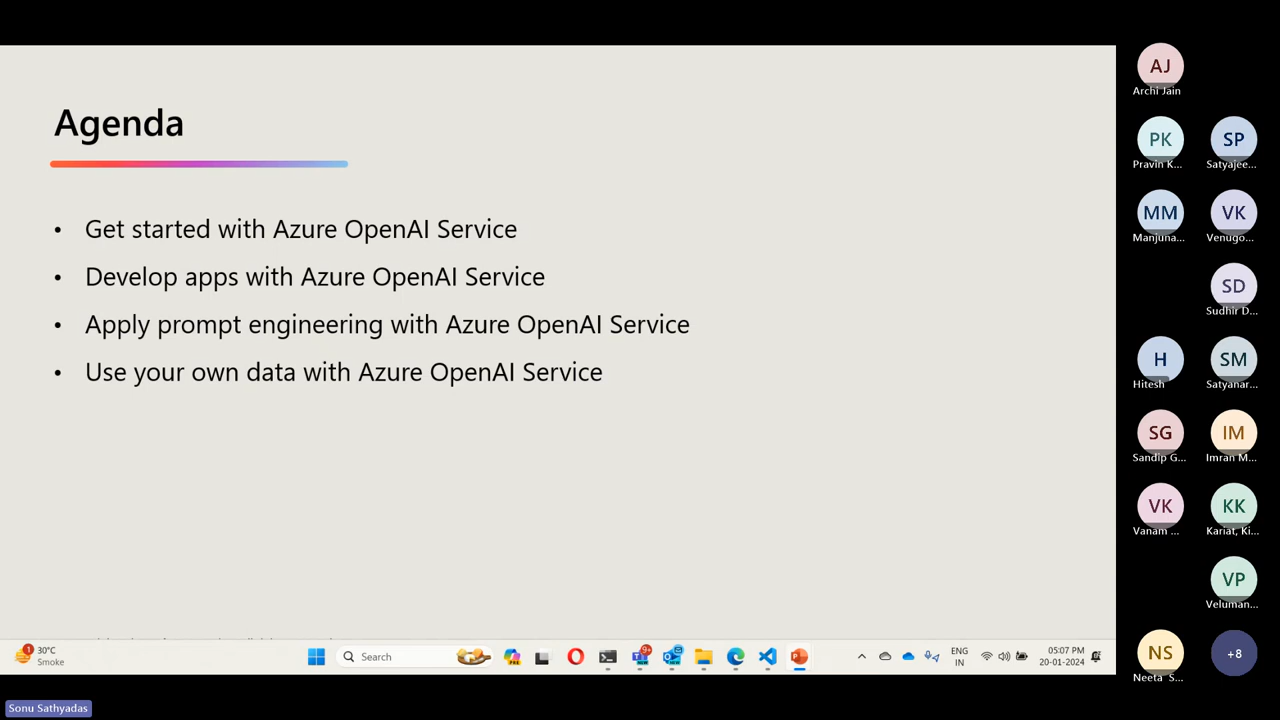 Agenda
• Get started with Azure OpenAI Service
• Develop apps with Azure OpenAI Service
• Apply prompt engineering with Azure OpenAI Service
• Use your own data with Azure OpenAI Service
AJ
Archi Jain
PK
Pravin K...
SP
Satyajee...
MM
Manjuna...
VK
Venugo...
SD
Sudhir D...
H
Hitesh
SM
Satyanar...
SG
Sandip G...
IM
Imran M...
VK
Vanam ...
KK
Kariat, Ki...
VP
Veluman...
NS
Neeta S...
+8
1
30°C
Smoke
Search
9+
ENG
IN
05:07 PM
20-01-2024
Sonu Sathyadas